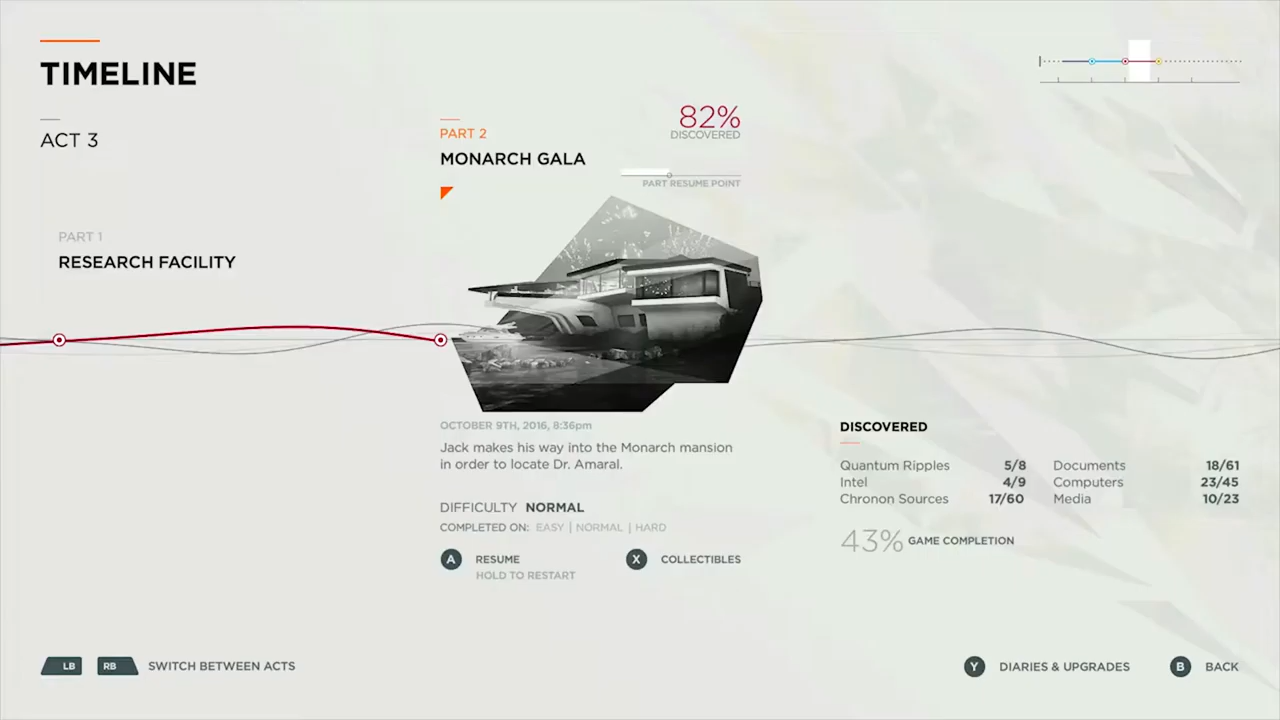 TIMELINE
ACT 3
PART 1
RESEARCH FACILITY
PART 2
MONARCH GALA
82%
DISCOVERED
PART RESUME POINT
OCTOBER 9TH, 2016, 8:36pm
Jack makes his way into the Monarch mansion
in order to locate Dr. Amaral.
DIFFICULTY NORMAL
COMPLETED ON: EASY | NORMAL | HARD
A RESUME
HOLD TO RESTART
X COLLECTIBLES
DISCOVERED
Quantum Ripples 5/8
Intel 4/9
Chronon Sources 17/60
Documents 18/61
Computers 23/45
Media 10/23
43% GAME COMPLETION
LB RB SWITCH BETWEEN ACTS
Y DIARIES & UPGRADES
B BACK